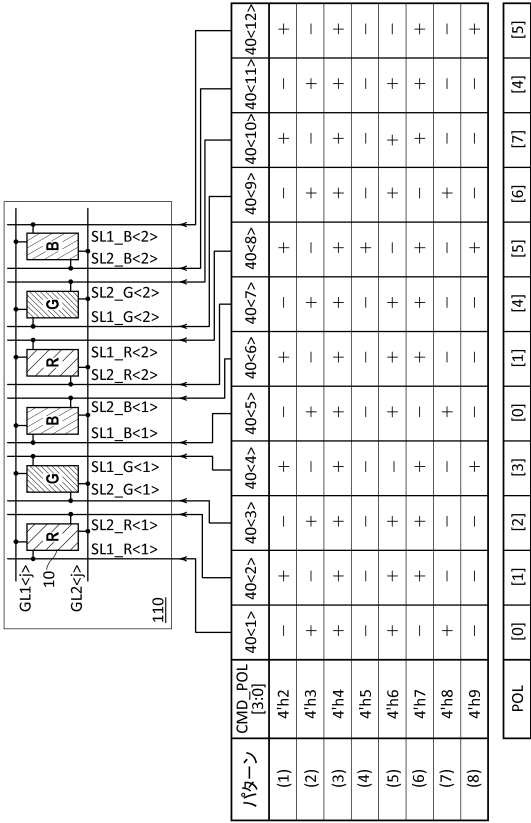 GL1<j>
10
GL2<j>
110
R
G
B
R
G
B
SL1_R<1>
SL2_R<1>
SL2_G<1>
SL1_G<1>
SL1_B<1>
SL2_B<1>
SL2_R<2>
SL1_R<2>
SL1_G<2>
SL2_G<2>
SL2_B<2>
SL1_B<2>
パターン CMD_POL [3:0] 40<1> 40<2> 40<3> 40<4> 40<5> 40<6> 40<7> 40<8> 40<9> 40<10> 40<11> 40<12>
(1) 4'h2 − + − + − + − + − + − +
(2) 4'h3 + − + − + − + − + − + −
(3) 4'h4 + + + + + + + + + + + +
(4) 4'h5 − − − − − − − + − − − −
(5) 4'h6 + + + − + + + + + + + −
(6) 4'h7 − + + + − + + − − + + +
(7) 4'h8 + − − − + − − − + − − −
(8) 4'h9 − − − + − − − + − − − +
POL [0] [1] [2] [3] [0] [1] [4] [5] [6] [7] [4] [5]